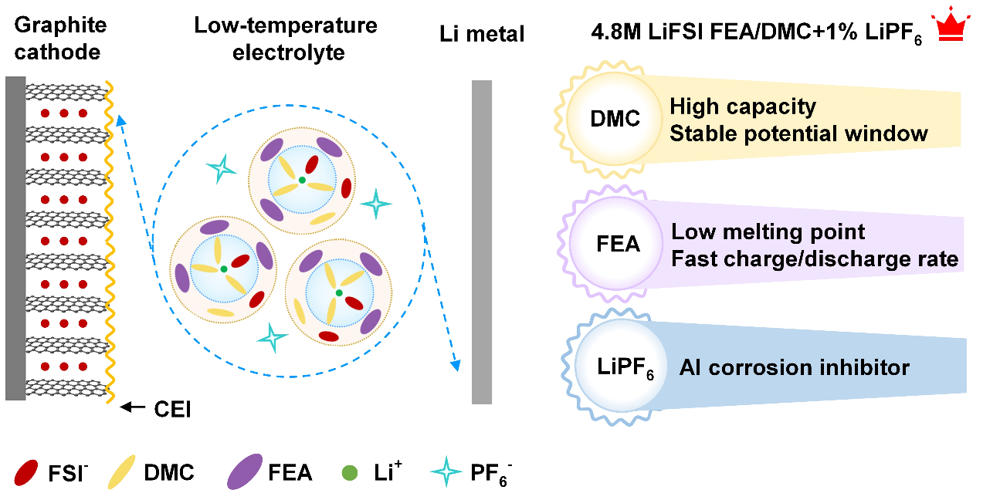 Graphite
cathode
Low-temperature
electrolyte
Li metal
CEI
FSI⁻
DMC
FEA
Li⁺
PF₆⁻
4.8M LiFSI FEA/DMC+1% LiPF₆
DMC
High capacity
Stable potential window
FEA
Low melting point
Fast charge/discharge rate
LiPF₆
Al corrosion inhibitor